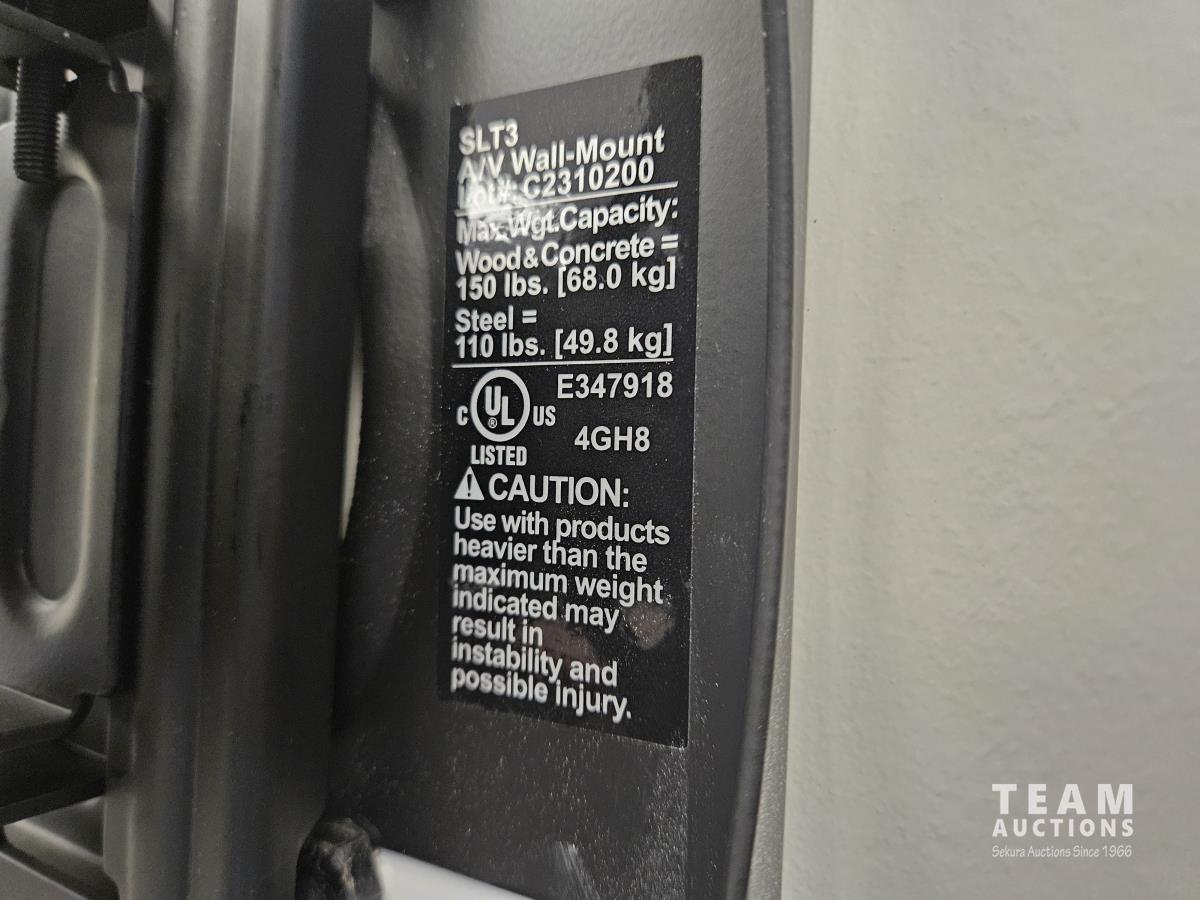 SLT3
A/V Wall-Mount
Lot#: C2310200
Max.Wgt.Capacity:
Wood & Concrete =
150 lbs. [68.0 kg]
Steel =
110 lbs. [49.8 kg]
E347918
C UL ® US
4GH8
LISTED
⚠ CAUTION:
Use with products
heavier than the
maximum weight
indicated may
result in
instability and
possible injury.
TEAM
AUCTIONS
Sekura Auctions Since 1966